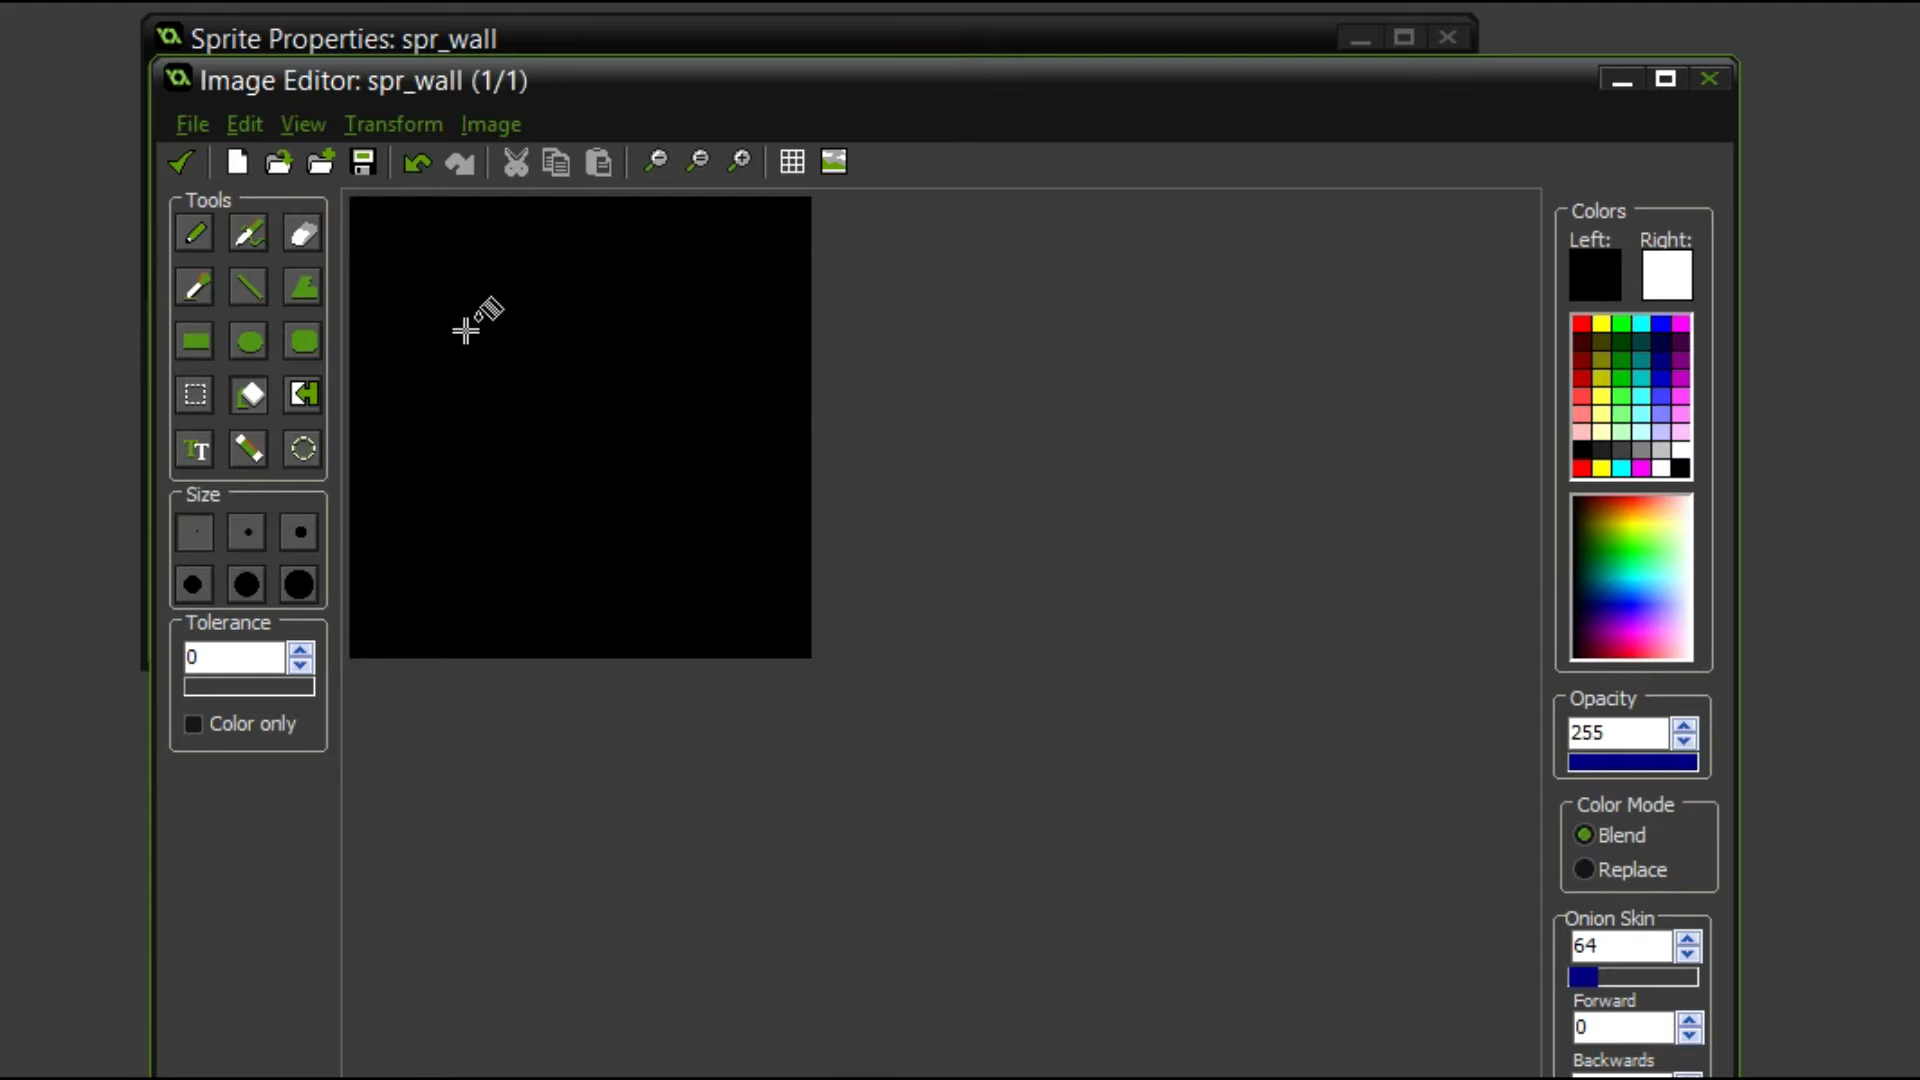 Sprite Properties: spr_wall
Image Editor: spr_wall (1/1)
File Edit View Transform Image
Tools
Size
Tolerance
0
Color only
Colors
Left: Right:
Opacity
255
Color Mode
Blend
Replace
Onion Skin
64
Forward
0
Backwards